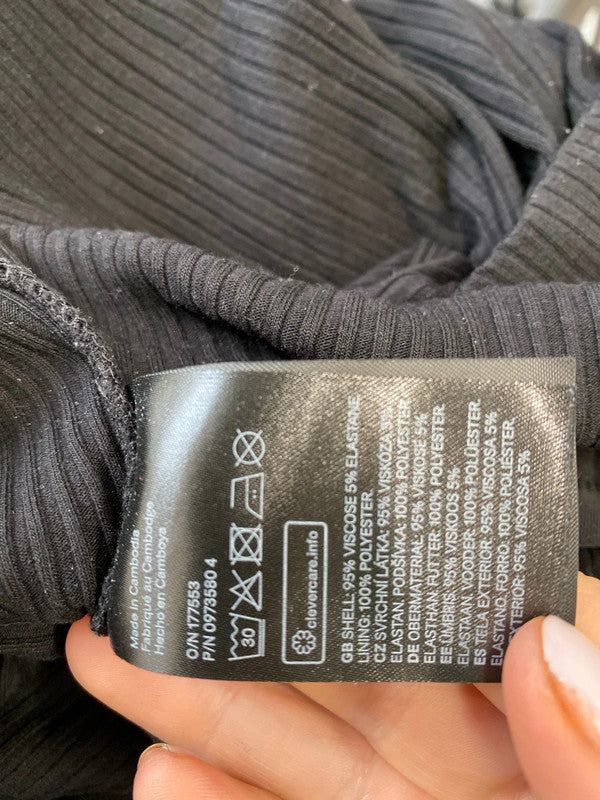 Made in Cambodia
Fabriqué au Cambodge
Hecho en Camboya
O/N 177553
P/N 0973580 4
30
clevercare.info
GB SHELL: 95% VISCOSE 5% ELASTANE.
LINING: 100% POLYESTER.
CZ SVRCHNÍ LÁTKA: 95% VISKÓZA 5%
ELASTAN. PODŠÍVKA: 100% POLYESTER
DE OBERMATERIAL: 95% VISKOSE 5%
ELASTHAN. FUTTER: 100% POLYESTER.
EE ÜMBRIS: 95% VISKOOS 5%
ELASTAAN. VOODER: 100% POLÜESTER.
ES TELA EXTERIOR: 95% VISCOSA 5%
ELASTANO. FORRO: 100% POLIÉSTER
EXTERIOR: 95% VISCOSA 5%